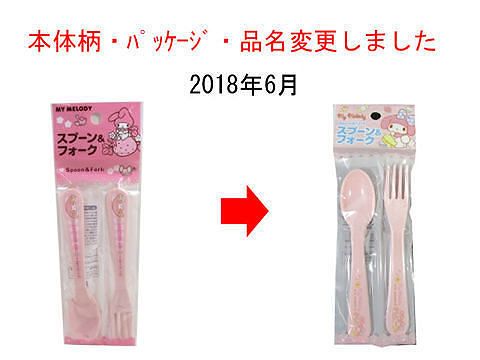 本体柄・ﾊﾟｯｹｰｼﾞ・品名変更しました
2018年6月
MY MELODY
スプーン&
フォーク
Spoon&Fork
My Melody
スプーン&
フォーク